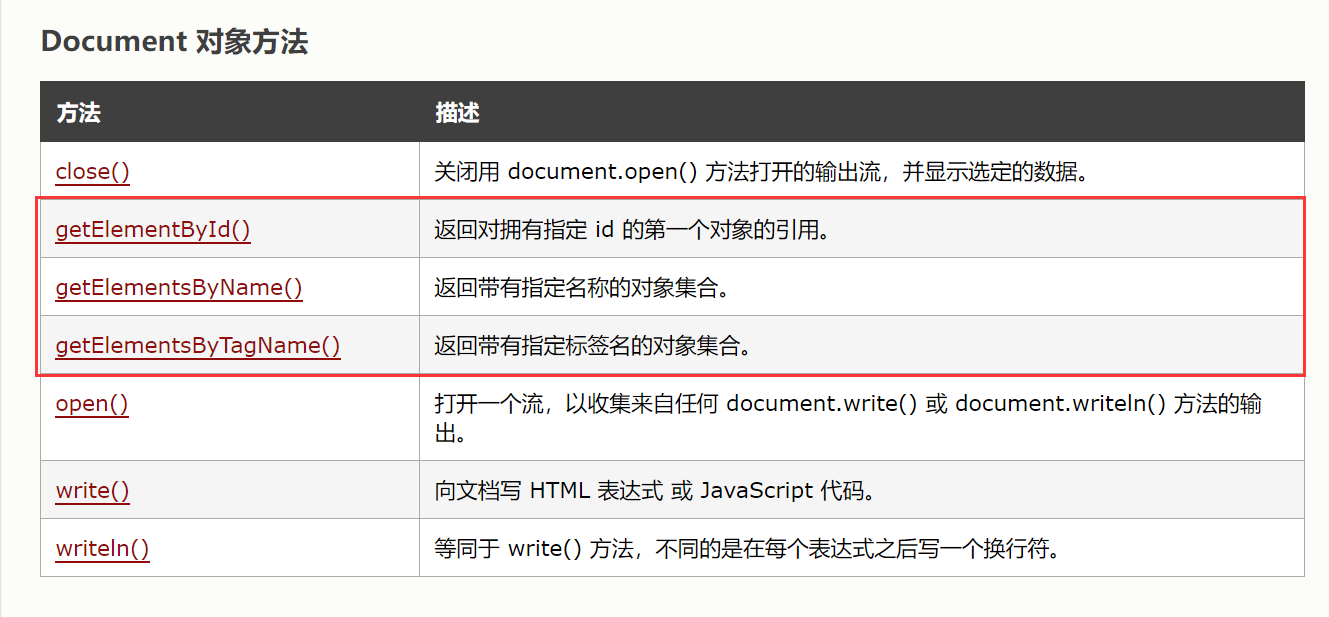 Document 对象方法
方法 描述
close() 关闭用 document.open() 方法打开的输出流，并显示选定的数据。
getElementById() 返回对拥有指定 id 的第一个对象的引用。
getElementsByName() 返回带有指定名称的对象集合。
getElementsByTagName() 返回带有指定标签名的对象集合。
open() 打开一个流，以收集来自任何 document.write() 或 document.writeln() 方法的输
出。
write() 向文档写 HTML 表达式 或 JavaScript 代码。
writeln() 等同于 write() 方法，不同的是在每个表达式之后写一个换行符。